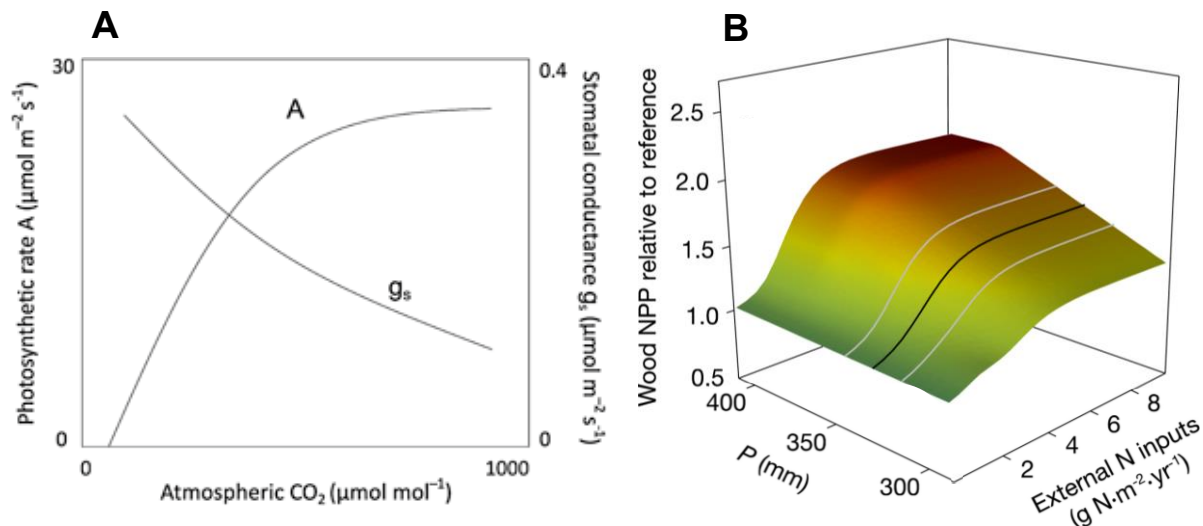 A
30
0
Photosynthetic rate A (μmol m⁻² s⁻¹)
A
gₛ
0.4
0
Stomatal conductance gₛ (μmol m⁻² s⁻¹)
0
1000
Atmospheric CO₂ (μmol mol⁻¹)
B
Wood NPP relative to reference
2.5
2.0
1.5
1.0
0.5
400
350
300
P (mm)
2
4
6
8
External N inputs
(g N·m⁻²·yr⁻¹)